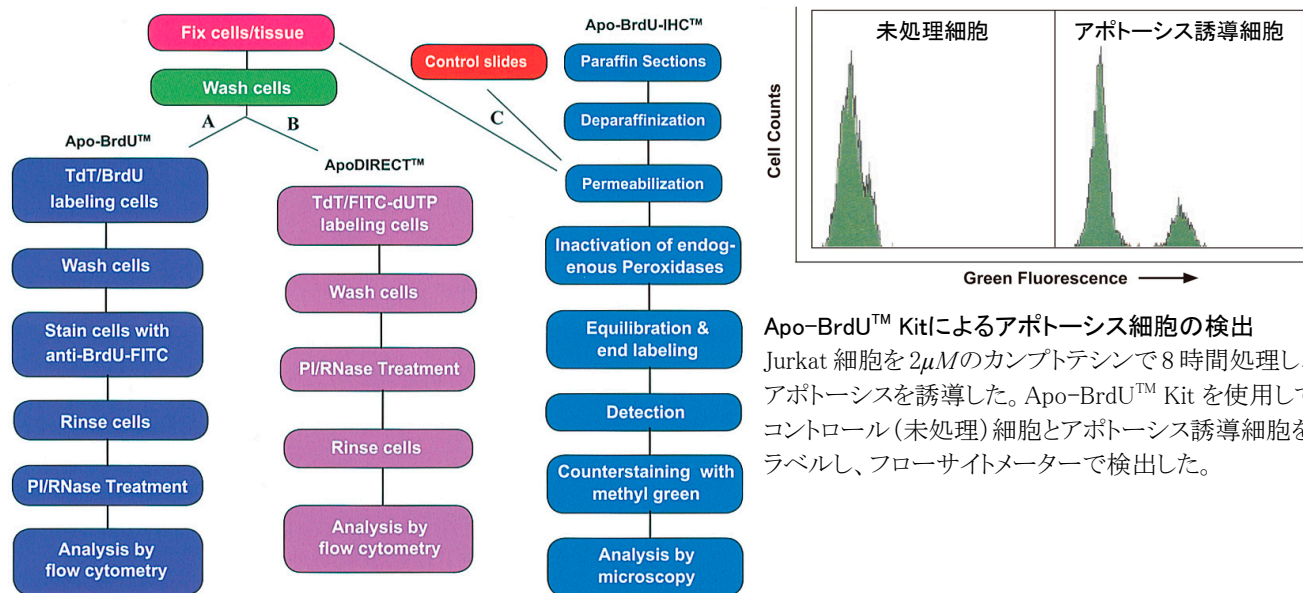 Fix cells/tissue
Wash cells
A
B
Apo-BrdU™
TdT/BrdU
labeling cells
Wash cells
Stain cells with
anti-BrdU-FITC
Rinse cells
PI/RNase Treatment
Analysis by
flow cytometry
ApoDIRECT™
TdT/FITC-dUTP
labeling cells
Wash cells
PI/RNase Treatment
Rinse cells
Analysis by
flow cytometry
Control slides
C
Apo-BrdU-IHC™
Paraffin Sections
Deparaffinization
Permeabilization
Inactivation of endog-
enous Peroxidases
Equilibration &
end labeling
Detection
Counterstaining with
methyl green
Analysis by
microscopy
未処理細胞
アポトーシス誘導細胞
Cell Counts
Green Fluorescence
Apo-BrdU™ Kitによるアポトーシス細胞の検出
Jurkat 細胞を2μMのカンプトテシンで8時間処理し、
アポトーシスを誘導した。Apo-BrdU™ Kit を使用して
コントロール(未処理)細胞とアポトーシス誘導細胞を
ラベルし、フローサイトメーターで検出した。